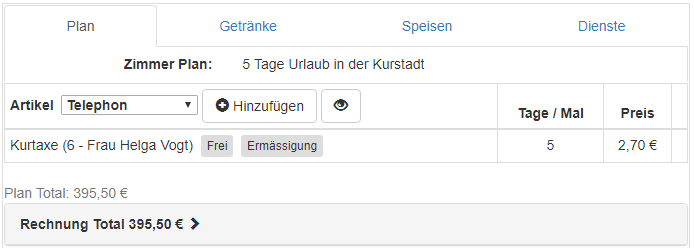 Plan Getränke Speisen Dienste
Zimmer Plan: 5 Tage Urlaub in der Kurstadt
Artikel Telephon Hinzufügen Tage / Mal Preis
Kurtaxe (6 - Frau Helga Vogt) Frei Ermässigung 5 2,70 €
Plan Total: 395,50 €
Rechnung Total 395,50 €